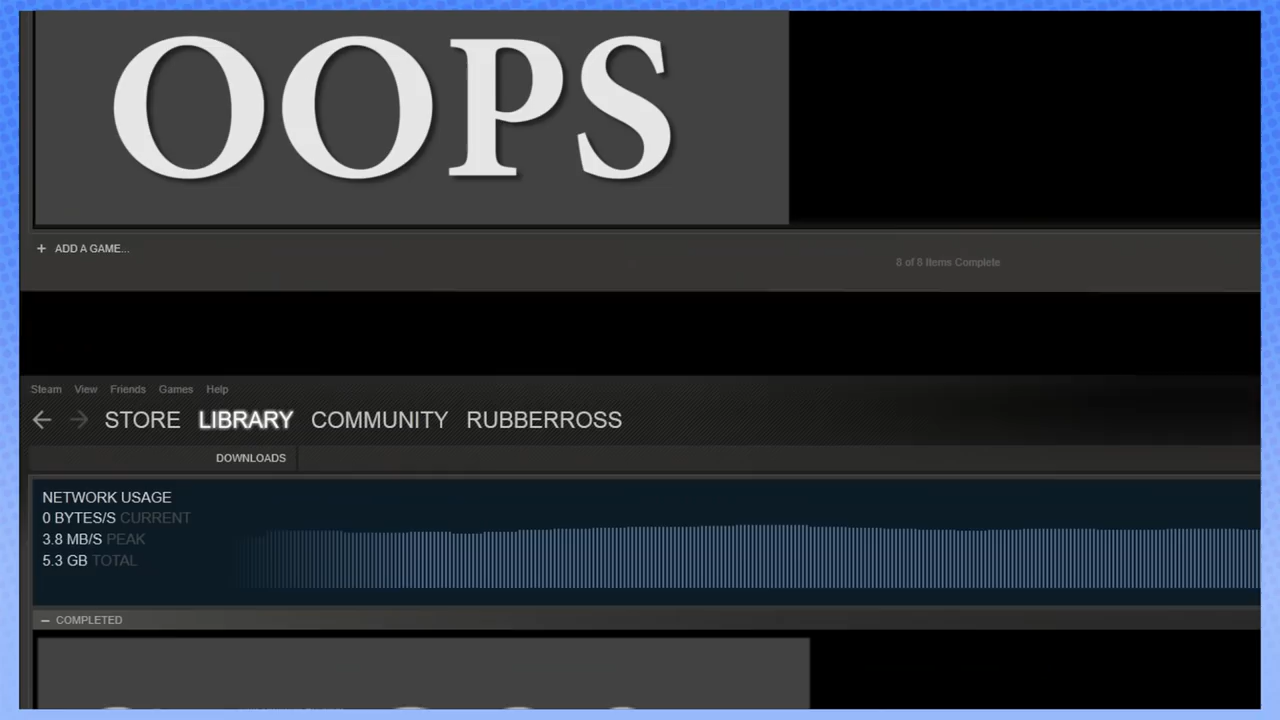 OOPS
+ ADD A GAME...
8 of 8 Items Complete
Steam View Friends Games Help
STORE LIBRARY COMMUNITY RUBBERROSS
DOWNLOADS
NETWORK USAGE
0 BYTES/S CURRENT
3.8 MB/S PEAK
5.3 GB TOTAL
COMPLETED